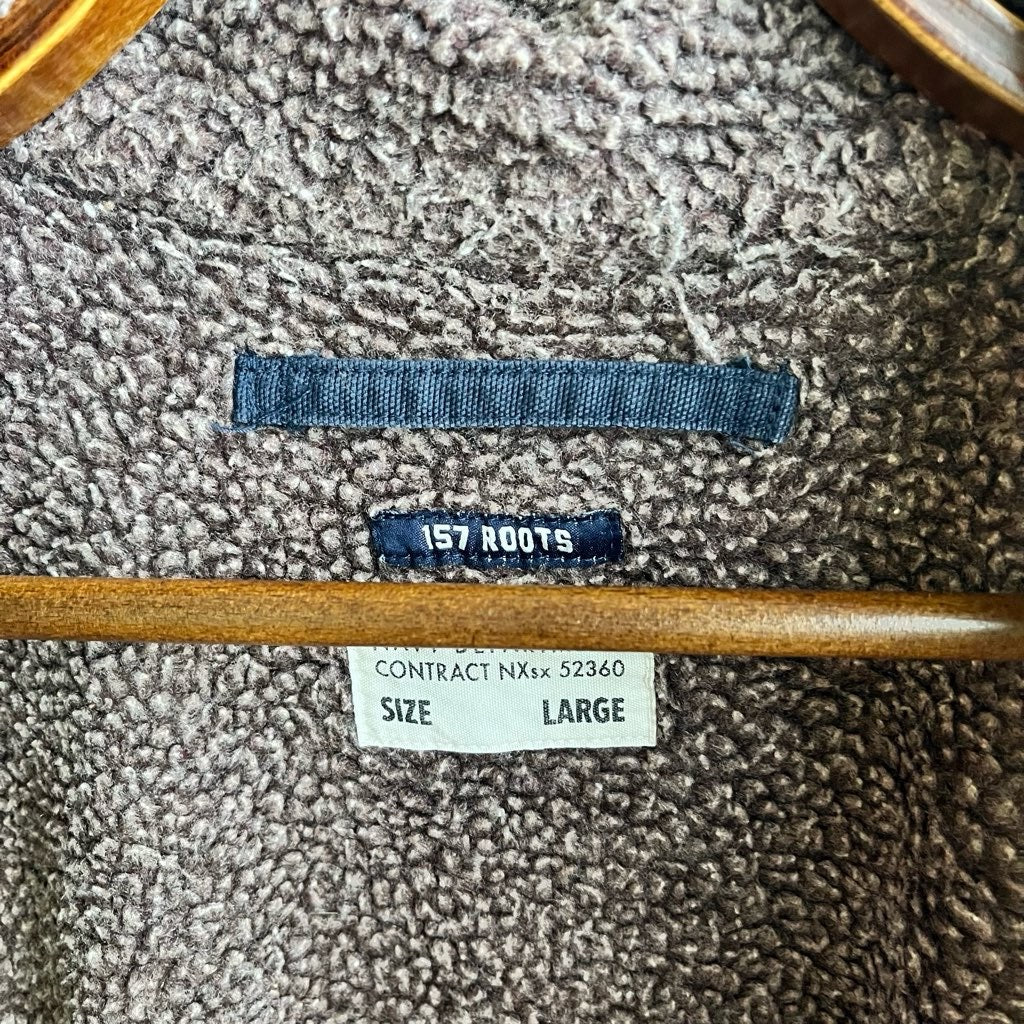 157 ROOTS
CONTRACT NXsx 52360
SIZE LARGE